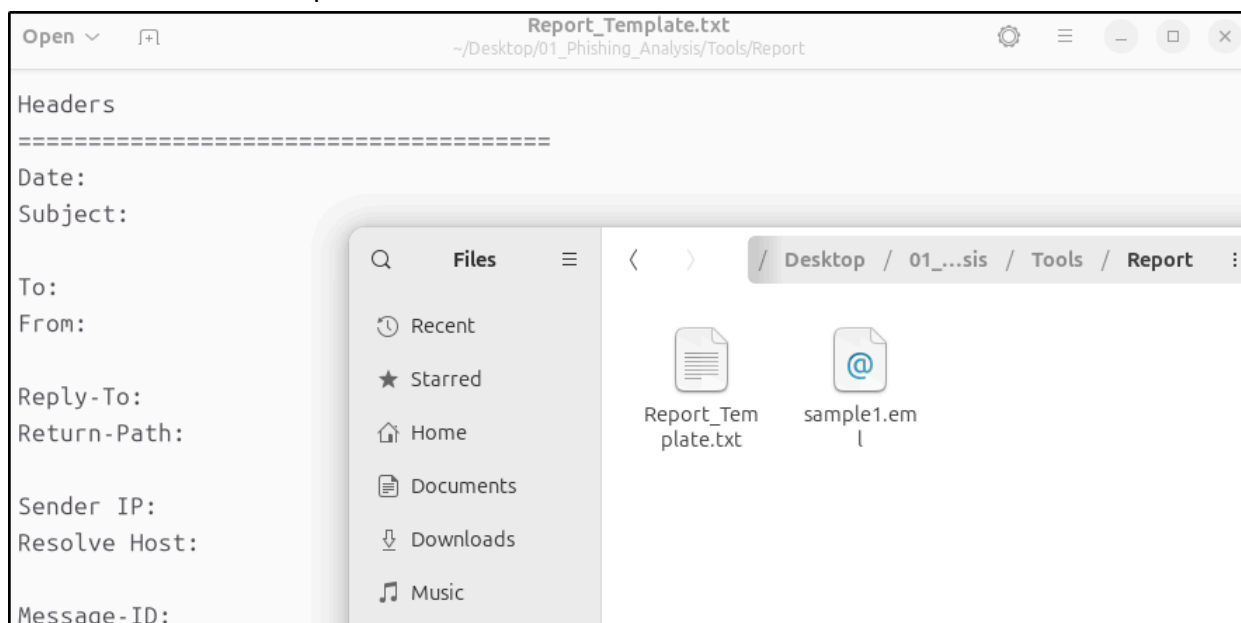 Open
Report_Template.txt
~/Desktop/01_Phishing_Analysis/Tools/Report
Headers
======================================
Date:
Subject:
To:
From:
Reply-To:
Return-Path:
Sender IP:
Resolve Host:
Message-ID:
Files
/ Desktop / 01_...sis / Tools / Report
Recent
Starred
Home
Documents
Downloads
Music
Report_Tem
plate.txt
sample1.em
l